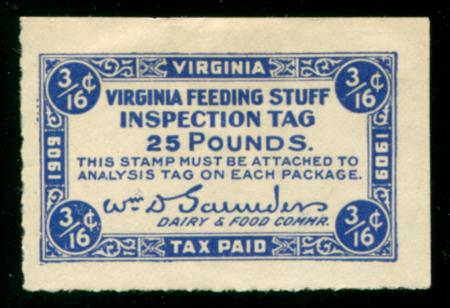 VIRGINIA
3/16 ¢
3/16 ¢
VIRGINIA FEEDING STUFF
INSPECTION TAG
25 POUNDS.
1909
1909
THIS STAMP MUST BE ATTACHED TO
ANALYSIS TAG ON EACH PACKAGE.
Wm D Saunders
DAIRY & FOOD COMMR.
3/16 ¢
3/16 ¢
TAX PAID